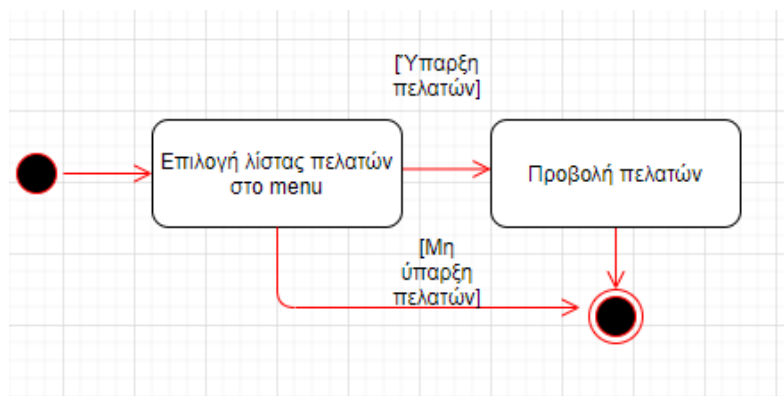 [Ύπαρξη
πελατών]
Επιλογή λίστας πελατών
στο menu
Προβολή πελατών
[Μη
ύπαρξη
πελατών]